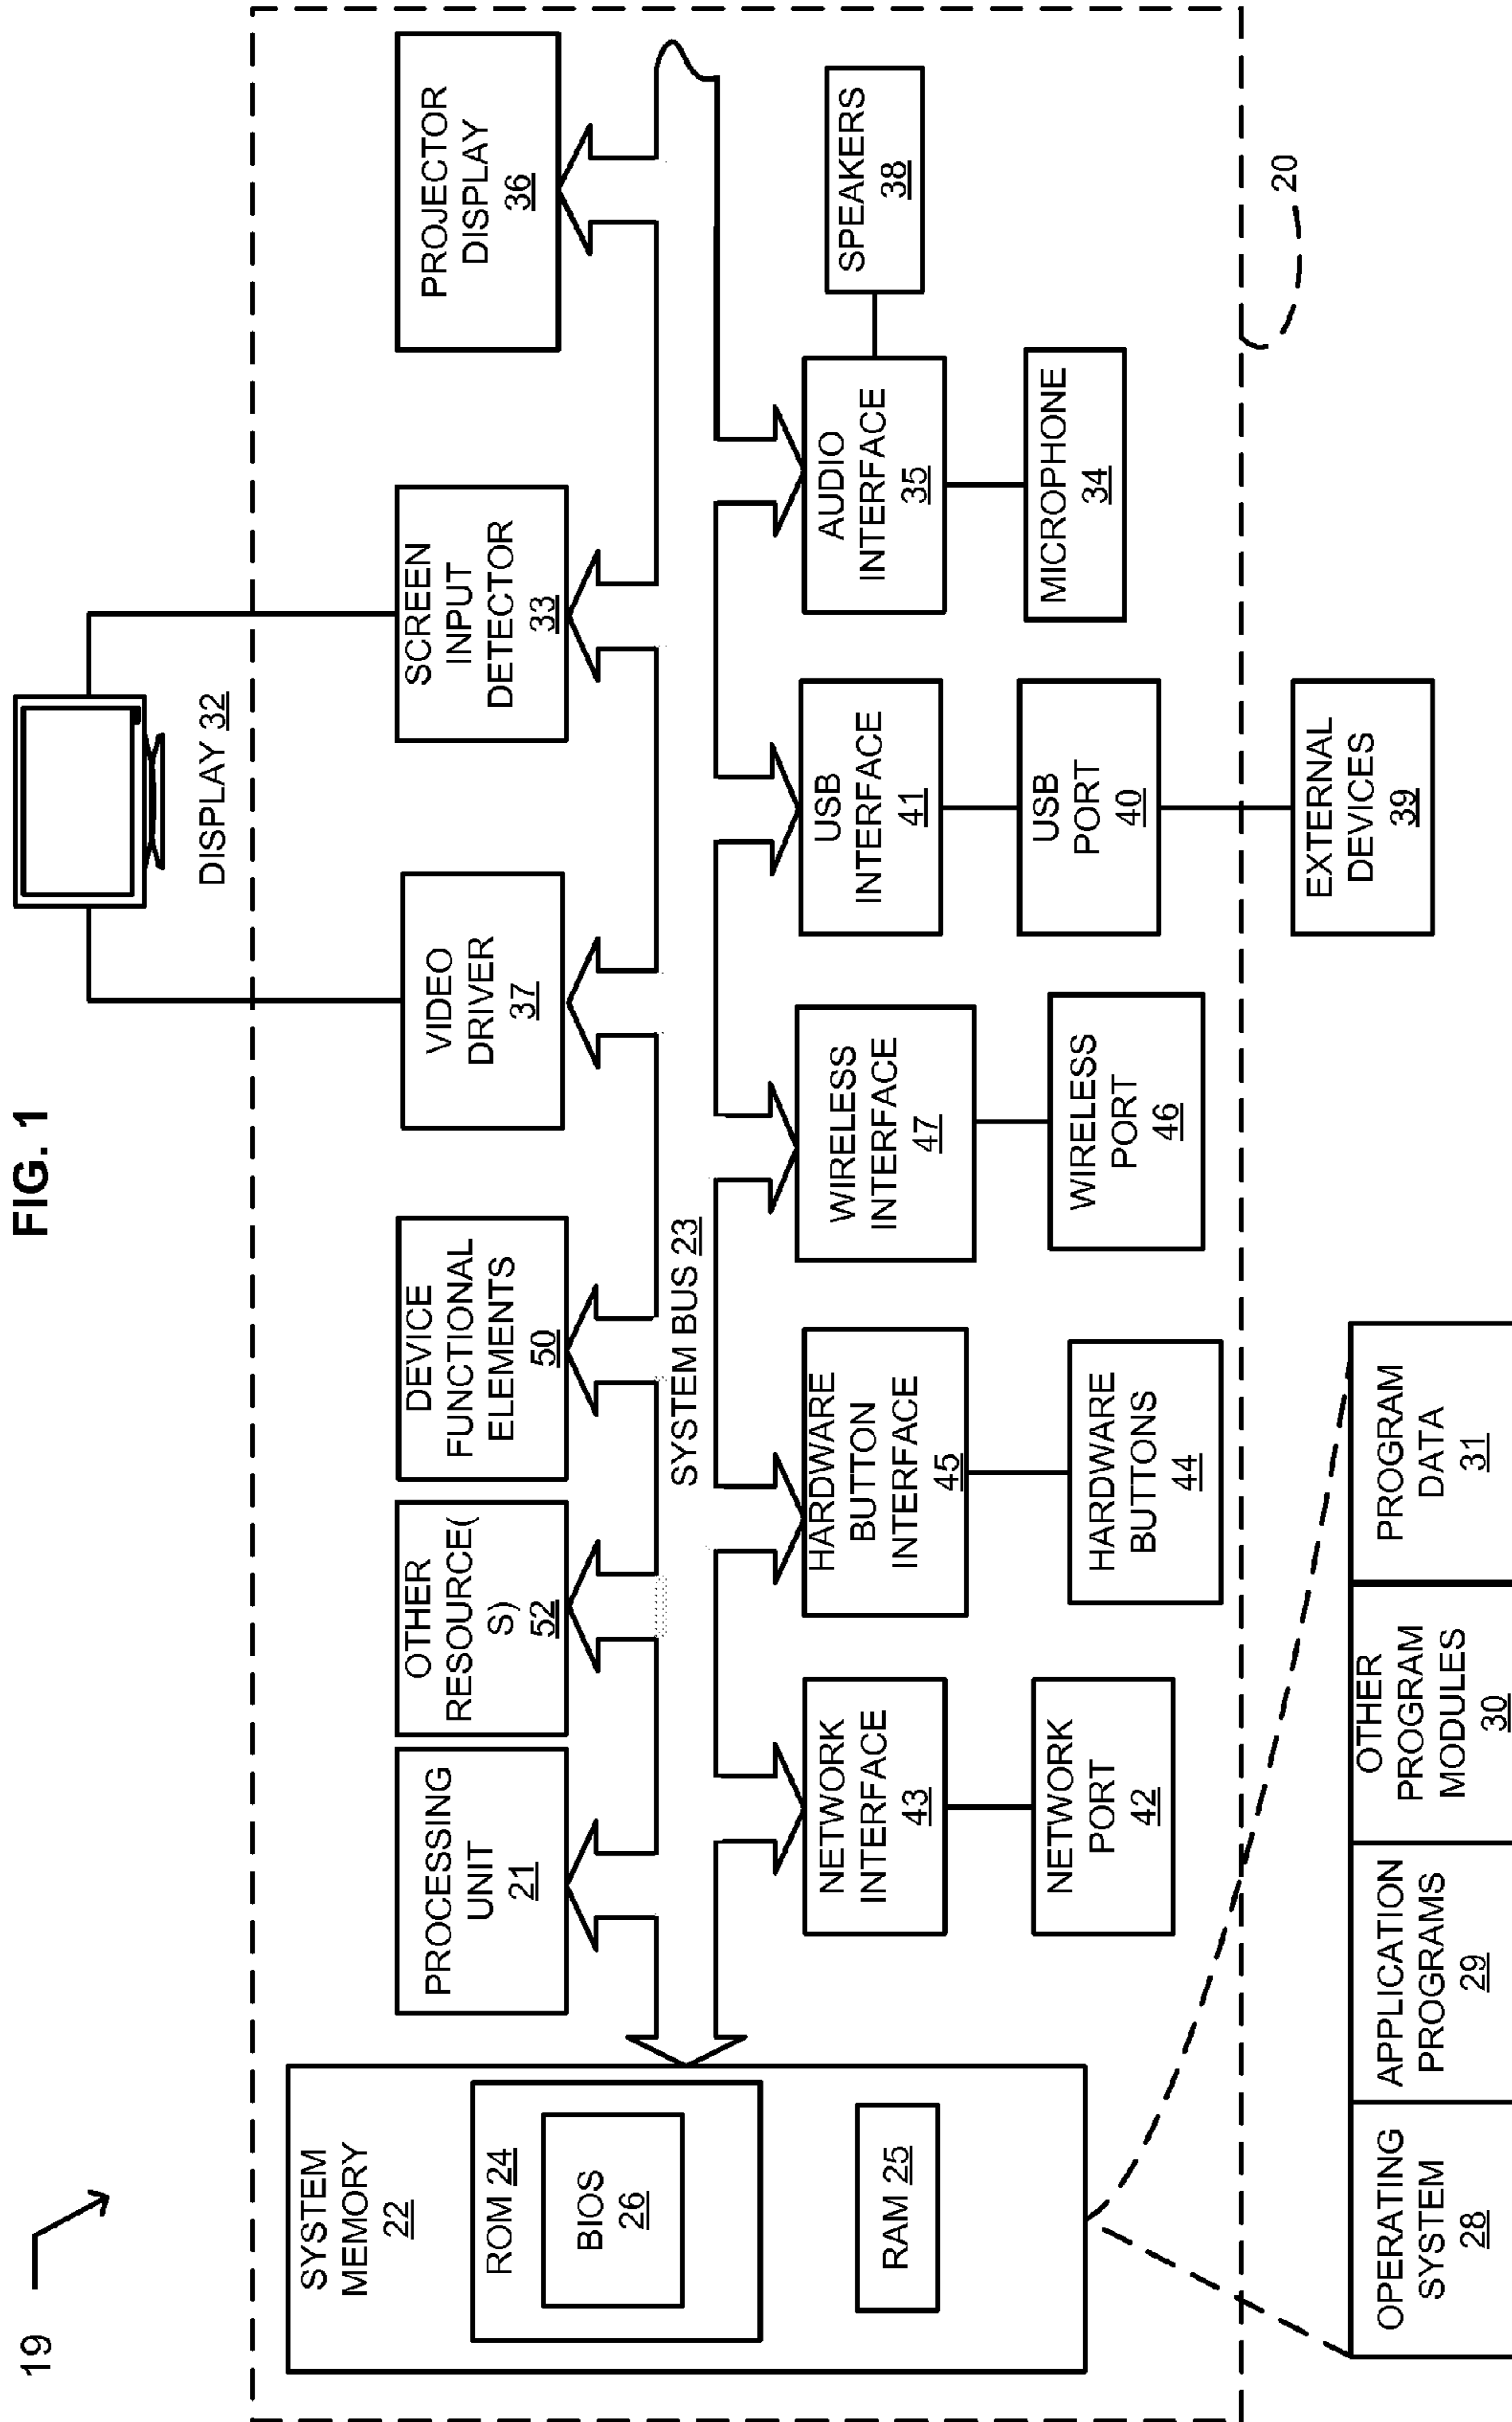 FIG. 1
19
DISPLAY 32
SYSTEM
MEMORY
22
ROM 24
BIOS
26
RAM 25
PROCESSING
UNIT
21
OTHER
RESOURCE(
S)
52
DEVICE
FUNCTIONAL
ELEMENTS
50
VIDEO
DRIVER
37
SCREEN
INPUT
DETECTOR
33
PROJECTOR
DISPLAY
36
SYSTEM BUS 23
NETWORK
INTERFACE
43
HARDWARE
BUTTON
INTERFACE
45
WIRELESS
INTERFACE
47
USB
INTERFACE
41
AUDIO
INTERFACE
35
SPEAKERS
38
NETWORK
PORT
42
HARDWARE
BUTTONS
44
WIRELESS
PORT
46
USB
PORT
40
MICROPHONE
34
20
OPERATING
SYSTEM
28
APPLICATION
PROGRAMS
29
OTHER
PROGRAM
MODULES
30
PROGRAM
DATA
31
EXTERNAL
DEVICES
39